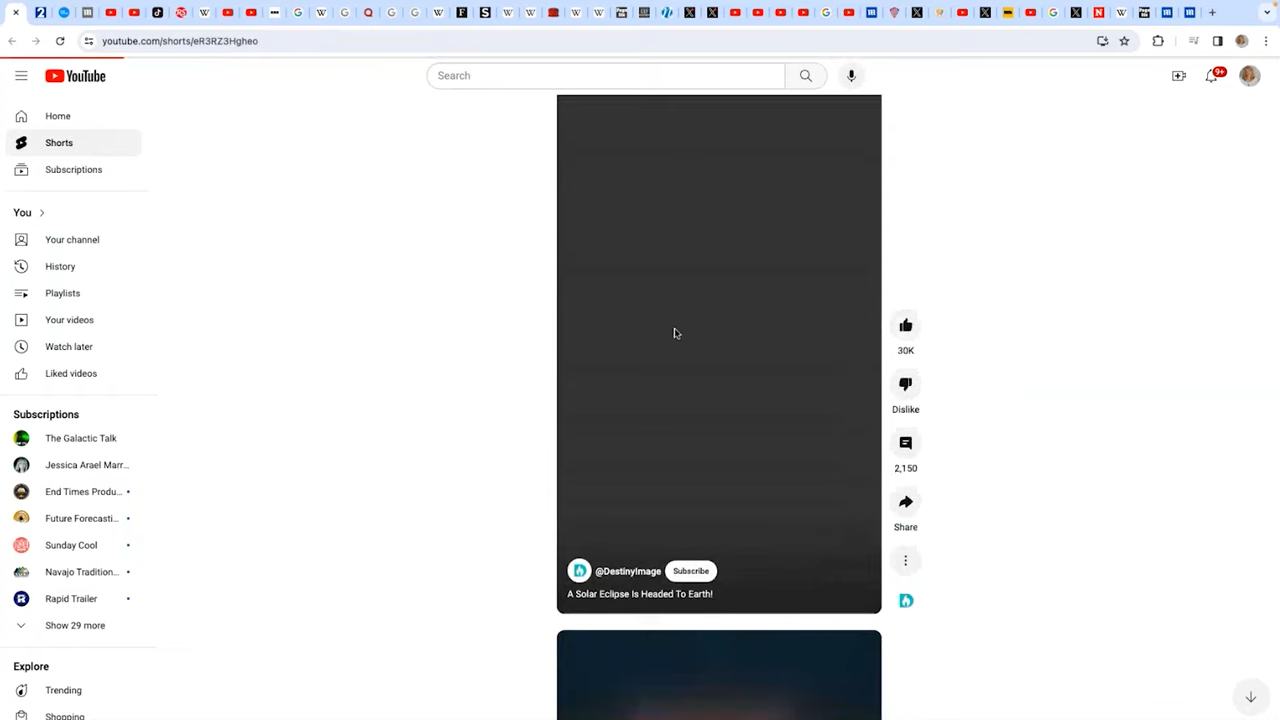 youtube.com/shorts/eR3RZ3Hgheo
YouTube
Search
9+
Home
Shorts
Subscriptions
You
Your channel
History
Playlists
Your videos
Watch later
Liked videos
Subscriptions
The Galactic Talk
Jessica Arael Marr...
End Times Produ...
Future Forecasti...
Sunday Cool
Navajo Tradition...
Rapid Trailer
Show 29 more
Explore
Trending
Shopping
30K
Dislike
2,150
Share
@DestinyImage Subscribe
A Solar Eclipse Is Headed To Earth!